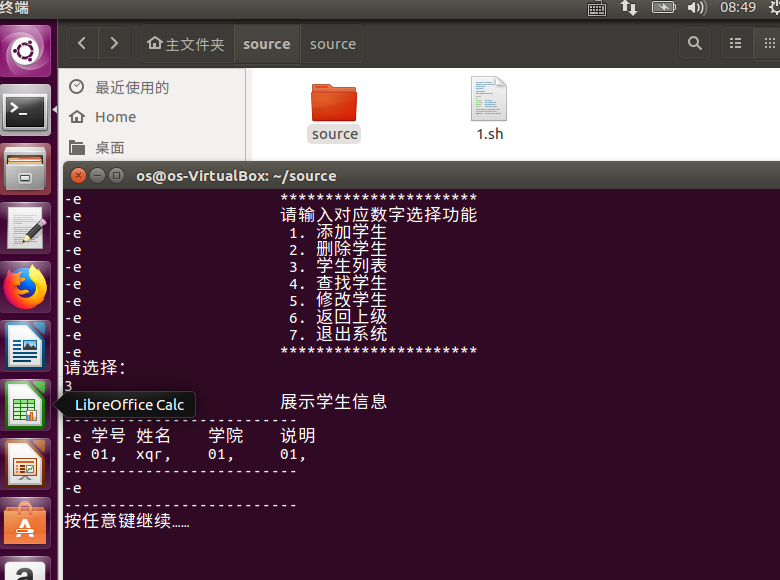 终端
08:49
主文件夹 source source
最近使用的
Home
桌面
source
1.sh
os@os-VirtualBox: ~/source
-e **********************
-e 请输入对应数字选择功能
-e 1. 添加学生
-e 2. 删除学生
-e 3. 学生列表
-e 4. 查找学生
-e 5. 修改学生
-e 6. 返回上级
-e 7. 退出系统
-e **********************
请选择：
3
LibreOffice Calc
展示学生信息
--------------------------
-e 学号 姓名 学院 说明
-e 01, xqr, 01, 01,
--------------------------
-e
--------------------------
按任意键继续……